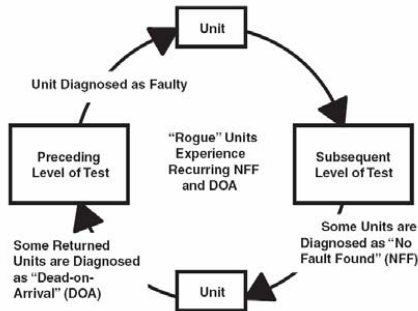 Unit
Unit Diagnosed as Faulty
Preceding
Level of Test
"Rogue" Units
Experience
Recurring NFF
and DOA
Subsequent
Level of Test
Some Units are
Diagnosed as "No
Fault Found" (NFF)
Some Returned
Units are Diagnosed
as "Dead-on-
Arrival" (DOA)
Unit